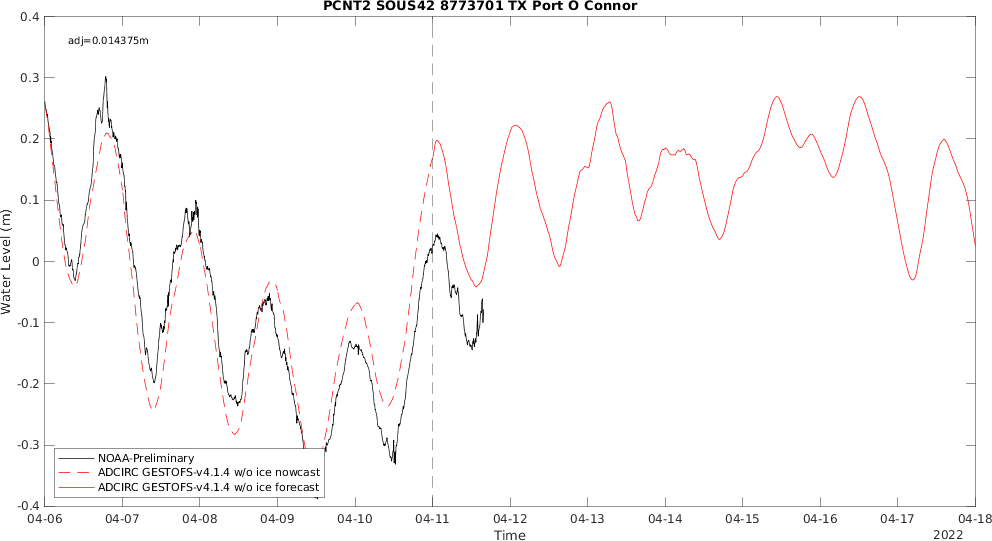 PCNT2 SOUS42 8773701 TX Port O Connor
adj=0.014375m
0.4
0.3
0.2
0.1
0
-0.1
-0.2
-0.3
-0.4
Water Level (m)
NOAA-Preliminary
ADCIRC GESTOFS-v4.1.4 w/o ice nowcast
ADCIRC GESTOFS-v4.1.4 w/o ice forecast
04-06 04-07 04-08 04-09 04-10 04-11 04-12 04-13 04-14 04-15 04-16 04-17 04-18
Time
2022